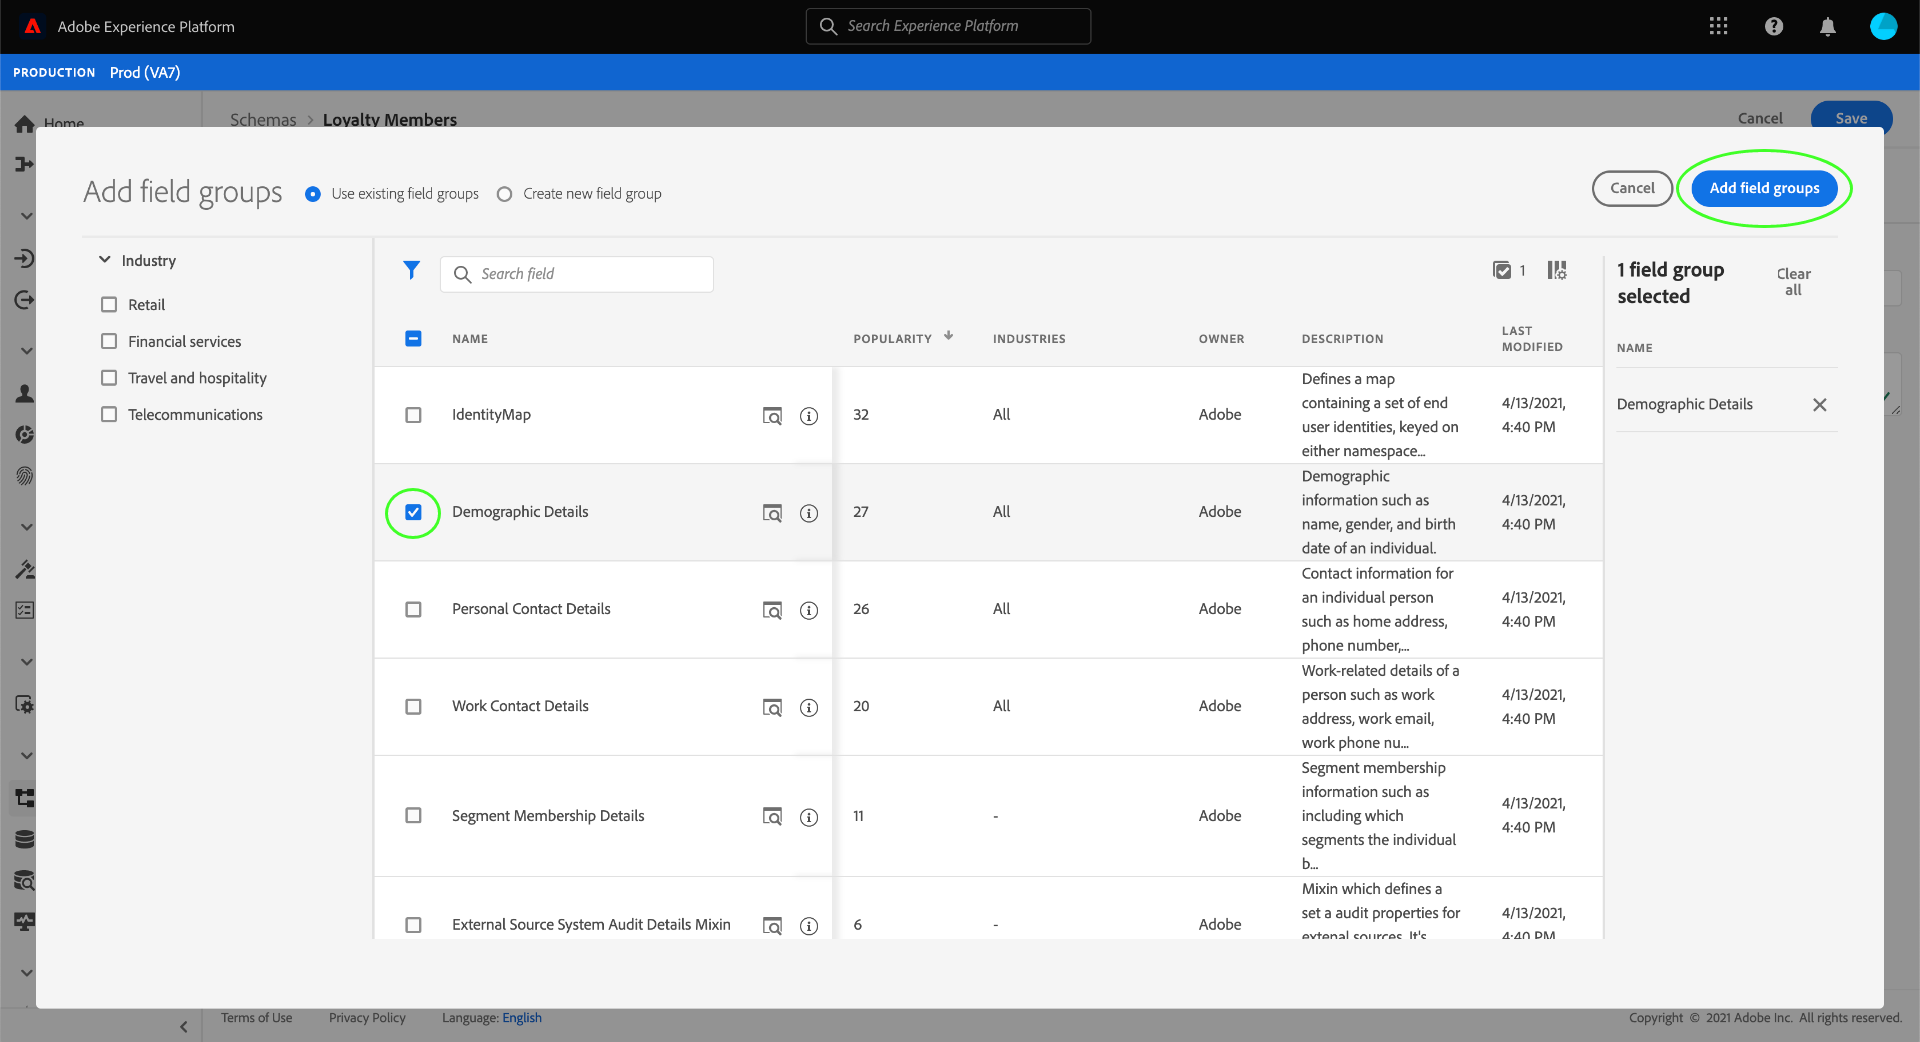 Adobe Experience Platform
Search Experience Platform
PRODUCTION Prod (VA7)
Home
Schemas > Loyalty Members
Cancel
Save
Add field groups
Use existing field groups
Create new field group
Cancel
Add field groups
Industry
Retail
Financial services
Travel and hospitality
Telecommunications
Search field
1
NAME
POPULARITY
INDUSTRIES
OWNER
DESCRIPTION
LAST
MODIFIED
IdentityMap
32
All
Adobe
Defines a map
containing a set of end
user identities, keyed on
either namespace...
4/13/2021,
4:40 PM
Demographic Details
27
All
Adobe
Demographic
information such as
name, gender, and birth
date of an individual.
4/13/2021,
4:40 PM
Personal Contact Details
26
All
Adobe
Contact information for
an individual person
such as home address,
phone number,...
4/13/2021,
4:40 PM
Work Contact Details
20
All
Adobe
Work-related details of a
person such as work
address, work email,
work phone nu...
4/13/2021,
4:40 PM
Segment Membership Details
11
-
Adobe
Segment membership
information such as
including which
segments the individual
b...
4/13/2021,
4:40 PM
External Source System Audit Details Mixin
6
-
Adobe
Mixin which defines a
set a audit properties for
extenal sources. It's
4/13/2021,
4:40 PM
1 field group
selected
Clear
all
NAME
Demographic Details
Terms of Use
Privacy Policy
Language: English
Copyright © 2021 Adobe Inc. All rights reserved.